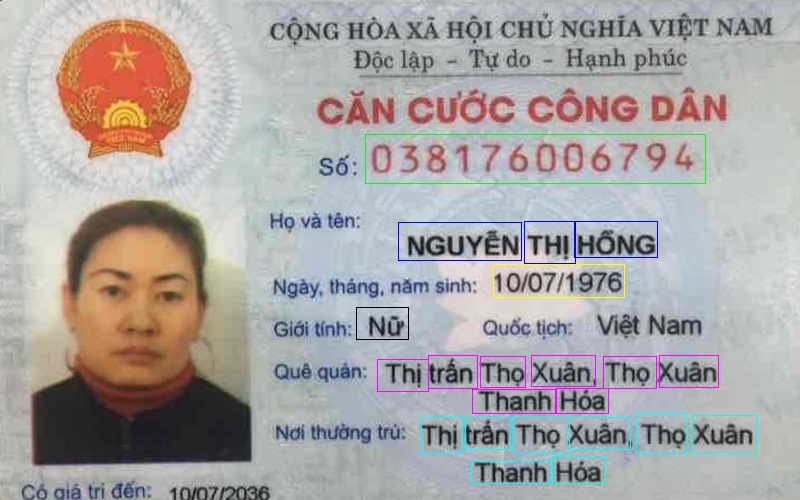 CỘNG HÒA XÃ HỘI CHỦ NGHĨA VIỆT NAM
Độc lập - Tự do - Hạnh phúc
CĂN CƯỚC CÔNG DÂN
Số: 038176006794
Họ và tên:
NGUYỄN THỊ HỒNG
Ngày, tháng, năm sinh: 10/07/1976
Giới tính: Nữ Quốc tịch: Việt Nam
Quê quán: Thị trấn Thọ Xuân, Thọ Xuân
Thanh Hóa
Nơi thường trú: Thị trấn Thọ Xuân, Thọ Xuân
Thanh Hóa
Có giá trị đến: 10/07/2036